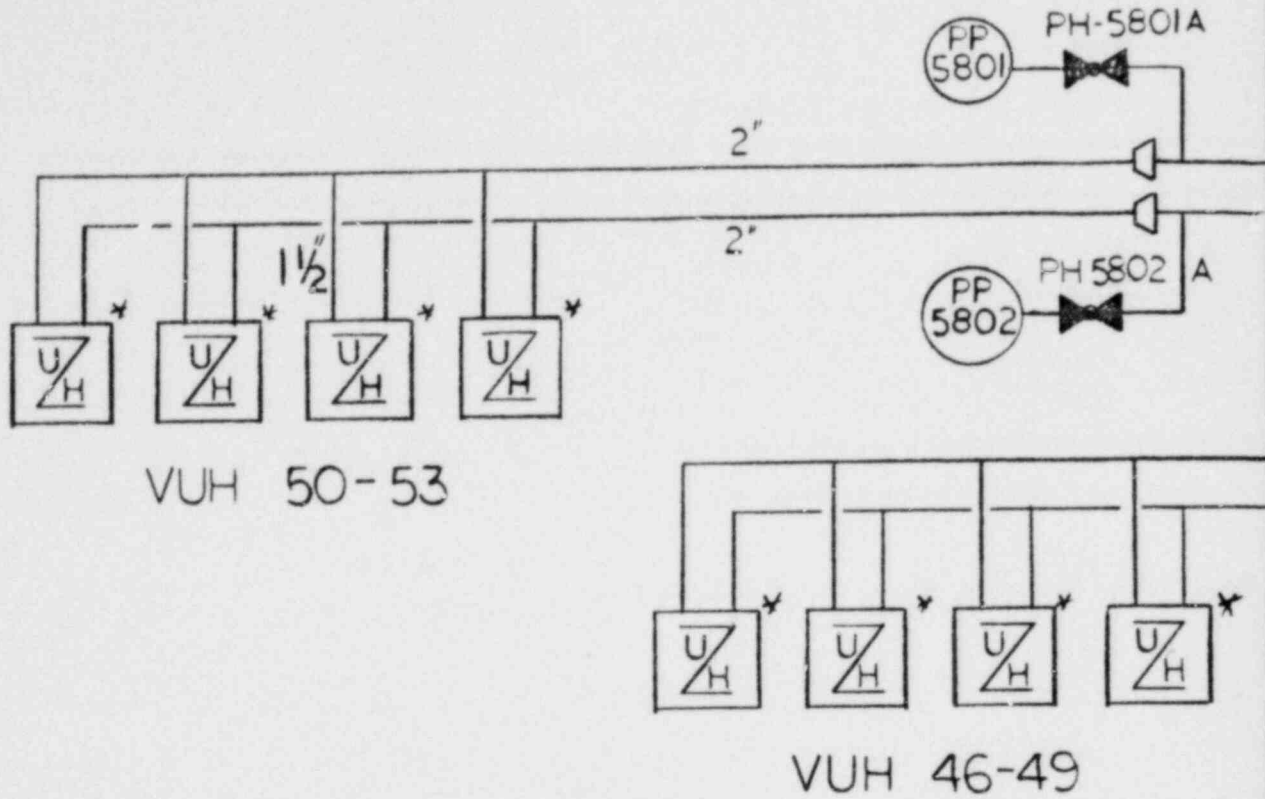 PP
5801
PH-5801A
2"
2"
1½"
PP
5802
PH 5802 A
* * * *
U/H U/H U/H U/H
VUH 50-53
* * * *
U/H U/H U/H U/H
VUH 46-49